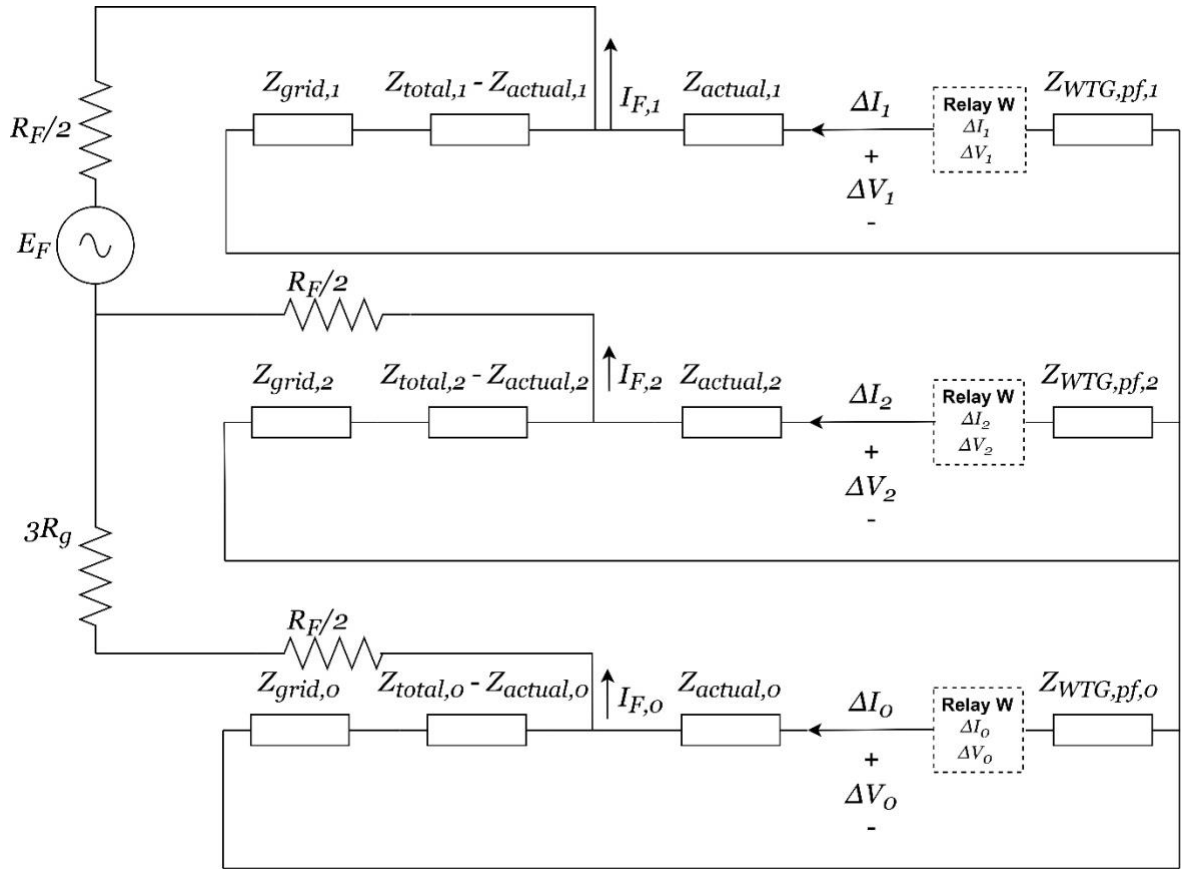 Z_grid,1 Z_total,1 - Z_actual,1 I_F,1 Z_actual,1 ΔI_1 Relay W Z_WTG,pf,1
ΔI_1
ΔV_1
R_F/2
+
ΔV_1
-
E_F
R_F/2
Z_grid,2 Z_total,2 - Z_actual,2 I_F,2 Z_actual,2 ΔI_2 Relay W Z_WTG,pf,2
ΔI_2
ΔV_2
+
ΔV_2
-
3R_g
R_F/2
Z_grid,0 Z_total,0 - Z_actual,0 I_F,0 Z_actual,0 ΔI_0 Relay W Z_WTG,pf,0
ΔI_0
ΔV_0
+
ΔV_0
-